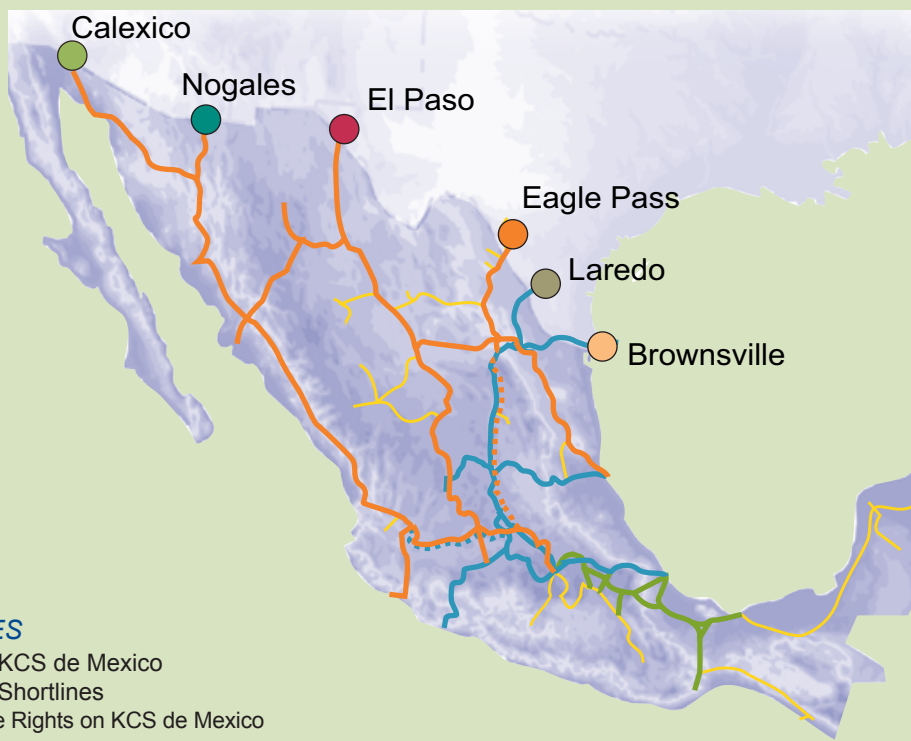 Calexico
Nogales
El Paso
Eagle Pass
Laredo
Brownsville
KCS de Mexico
Shortlines
Rights on KCS de Mexico